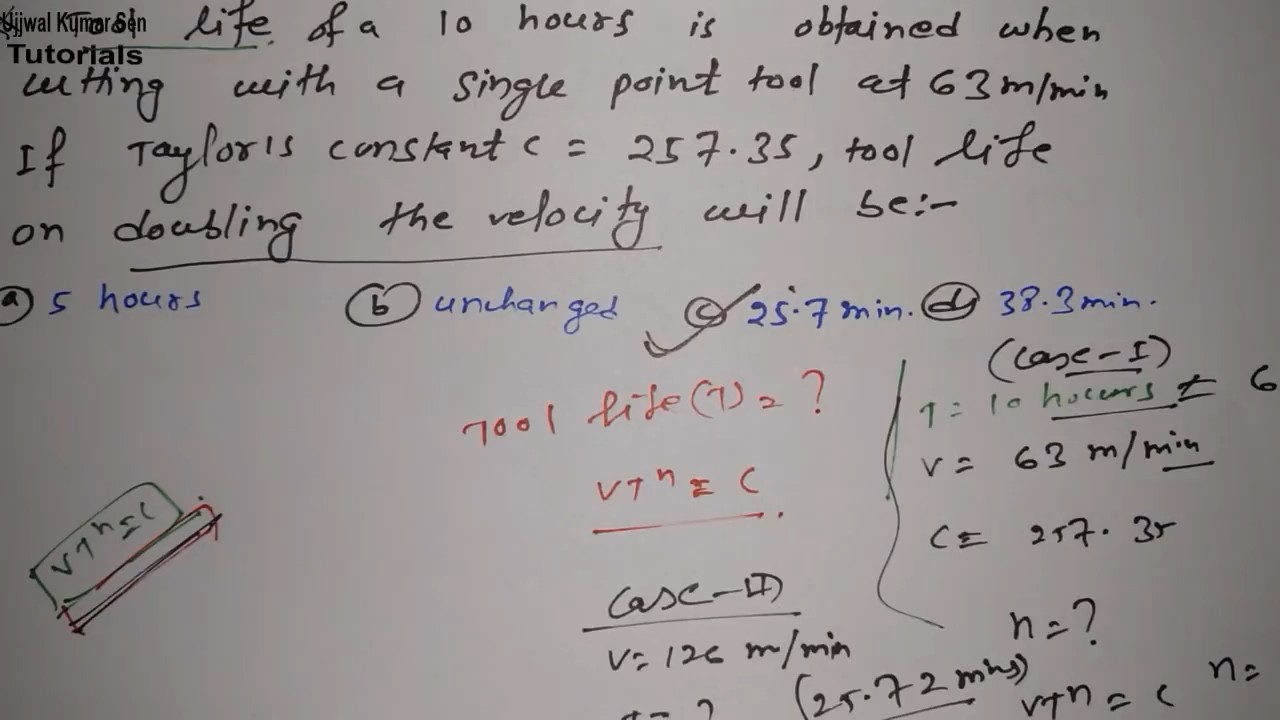 Ujjwal Kumar Sen
Tutorials
Tool life of a 10 hours is obtained when
cutting with a single point tool at 63 m/min
If Taylor's constant c = 257.35, tool life
on doubling the velocity will be:-
(a) 5 hours (b) unchanged (c) 25.7 min. (d) 38.3 min.
(Case-I)
Tool life (T) = ?
T = 10 hours = 6
V = 63 m/min
VT^n = C
C = 257.35
VT^n = C
Case-II
n = ?
V = 126 m/min
(25.72 mins)
VT^n = C
n =